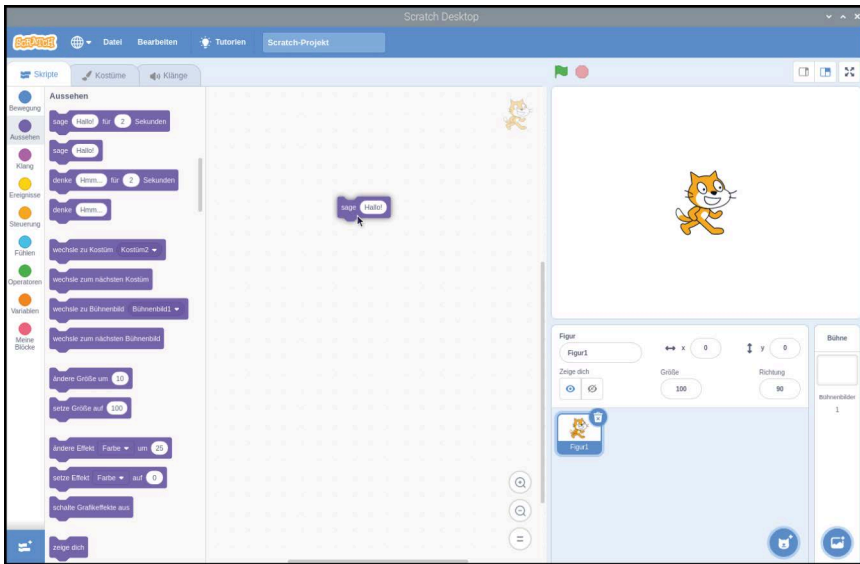 Scratch Desktop
SCRATCH Datei Bearbeiten Tutorien Scratch-Projekt
Skripte Kostüme Klänge
Bewegung
Aussehen
Klang
Ereignisse
Steuerung
Fühlen
Operatoren
Variablen
Meine
Blöcke
Aussehen
sage Hallo! für 2 Sekunden
sage Hallo!
denke Hmm... für 2 Sekunden
denke Hmm...
wechsle zu Kostüm Kostüm2
wechsle zum nächsten Kostüm
wechsle zu Bühnenbild Bühnenbild1
wechsle zum nächsten Bühnenbild
ändere Größe um 10
setze Größe auf 100
ändere Effekt Farbe um 25
setze Effekt Farbe auf 0
schalte Grafikeffekte aus
zeige dich
sage Hallo!
Figur
Figur1 x 0 y 0
Zeige dich Größe Richtung
100 90
Figur1
Bühne
Bühnenbilder
1